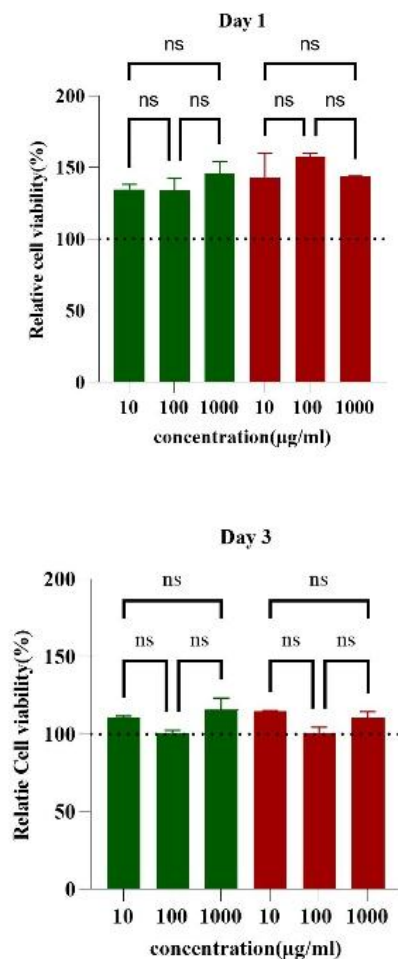 Day 1
ns ns
ns ns ns ns
200
150
100
50
0
Relative cell viability(%)
10 100 1000 10 100 1000
concentration(µg/ml)
Day 3
ns ns
ns ns ns ns
200
150
100
50
0
Relatic Cell viability(%)
10 100 1000 10 100 1000
concentration(µg/ml)